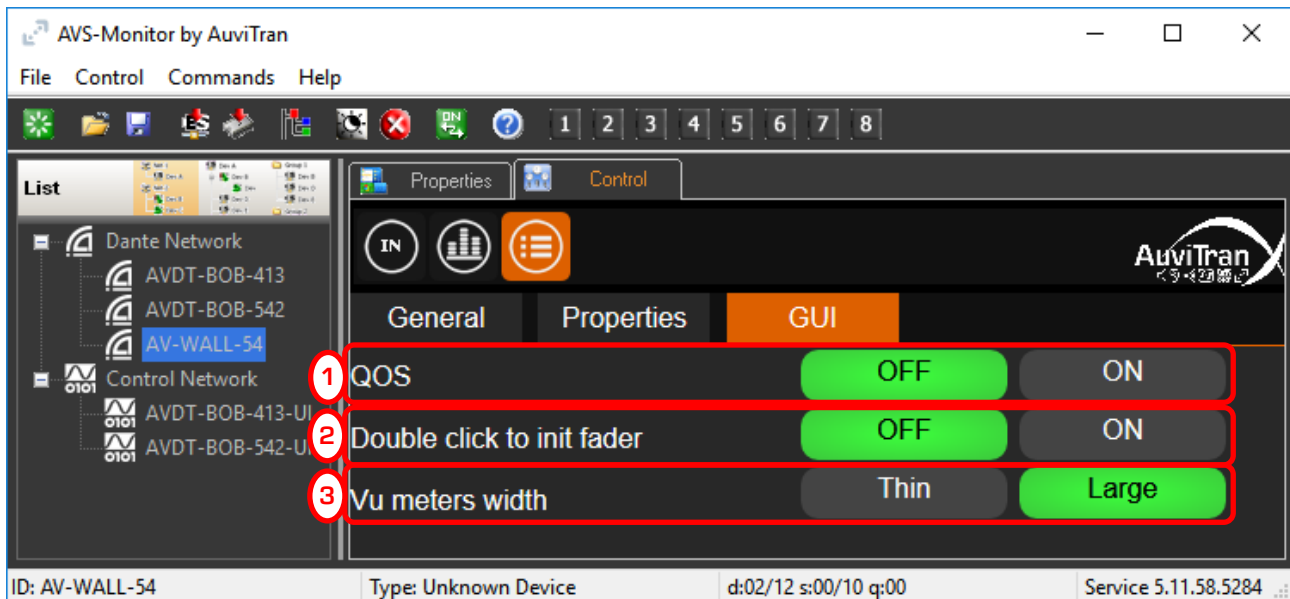 AVS-Monitor by AuviTran
File Control Commands Help
1 2 3 4 5 6 7 8
List
Properties Control
Dante Network
AVDT-BOB-413
AVDT-BOB-542
AV-WALL-54
Control Network
AVDT-BOB-413-UI
AVDT-BOB-542-U
IN
AuviTran
General Properties GUI
1 QOS OFF ON
2 Double click to init fader OFF ON
3 Vu meters width Thin Large
ID: AV-WALL-54 Type: Unknown Device d:02/12 s:00/10 q:00 Service 5.11.58.5284